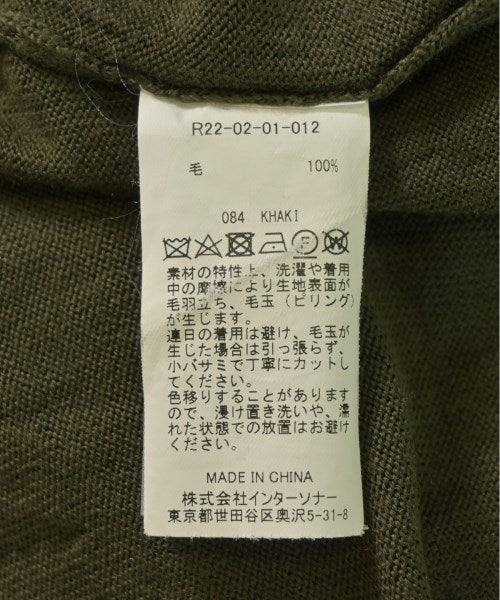 R22-02-01-012
毛 100%
084 KHAKI
素材の特性上、洗濯や着用
中の摩擦により生地表面が
毛羽立ち、毛玉(ピリング)
が生じます。
連日の着用は避け、毛玉が
生じた場合は引っ張らず、
小バサミで丁寧にカットし
てください。
色移りすることがあります
ので、浸け置き洗いや、濡
れた状態での放置はお避け
ください。
MADE IN CHINA
株式会社インターソナー
東京都世田谷区奥沢5-31-8